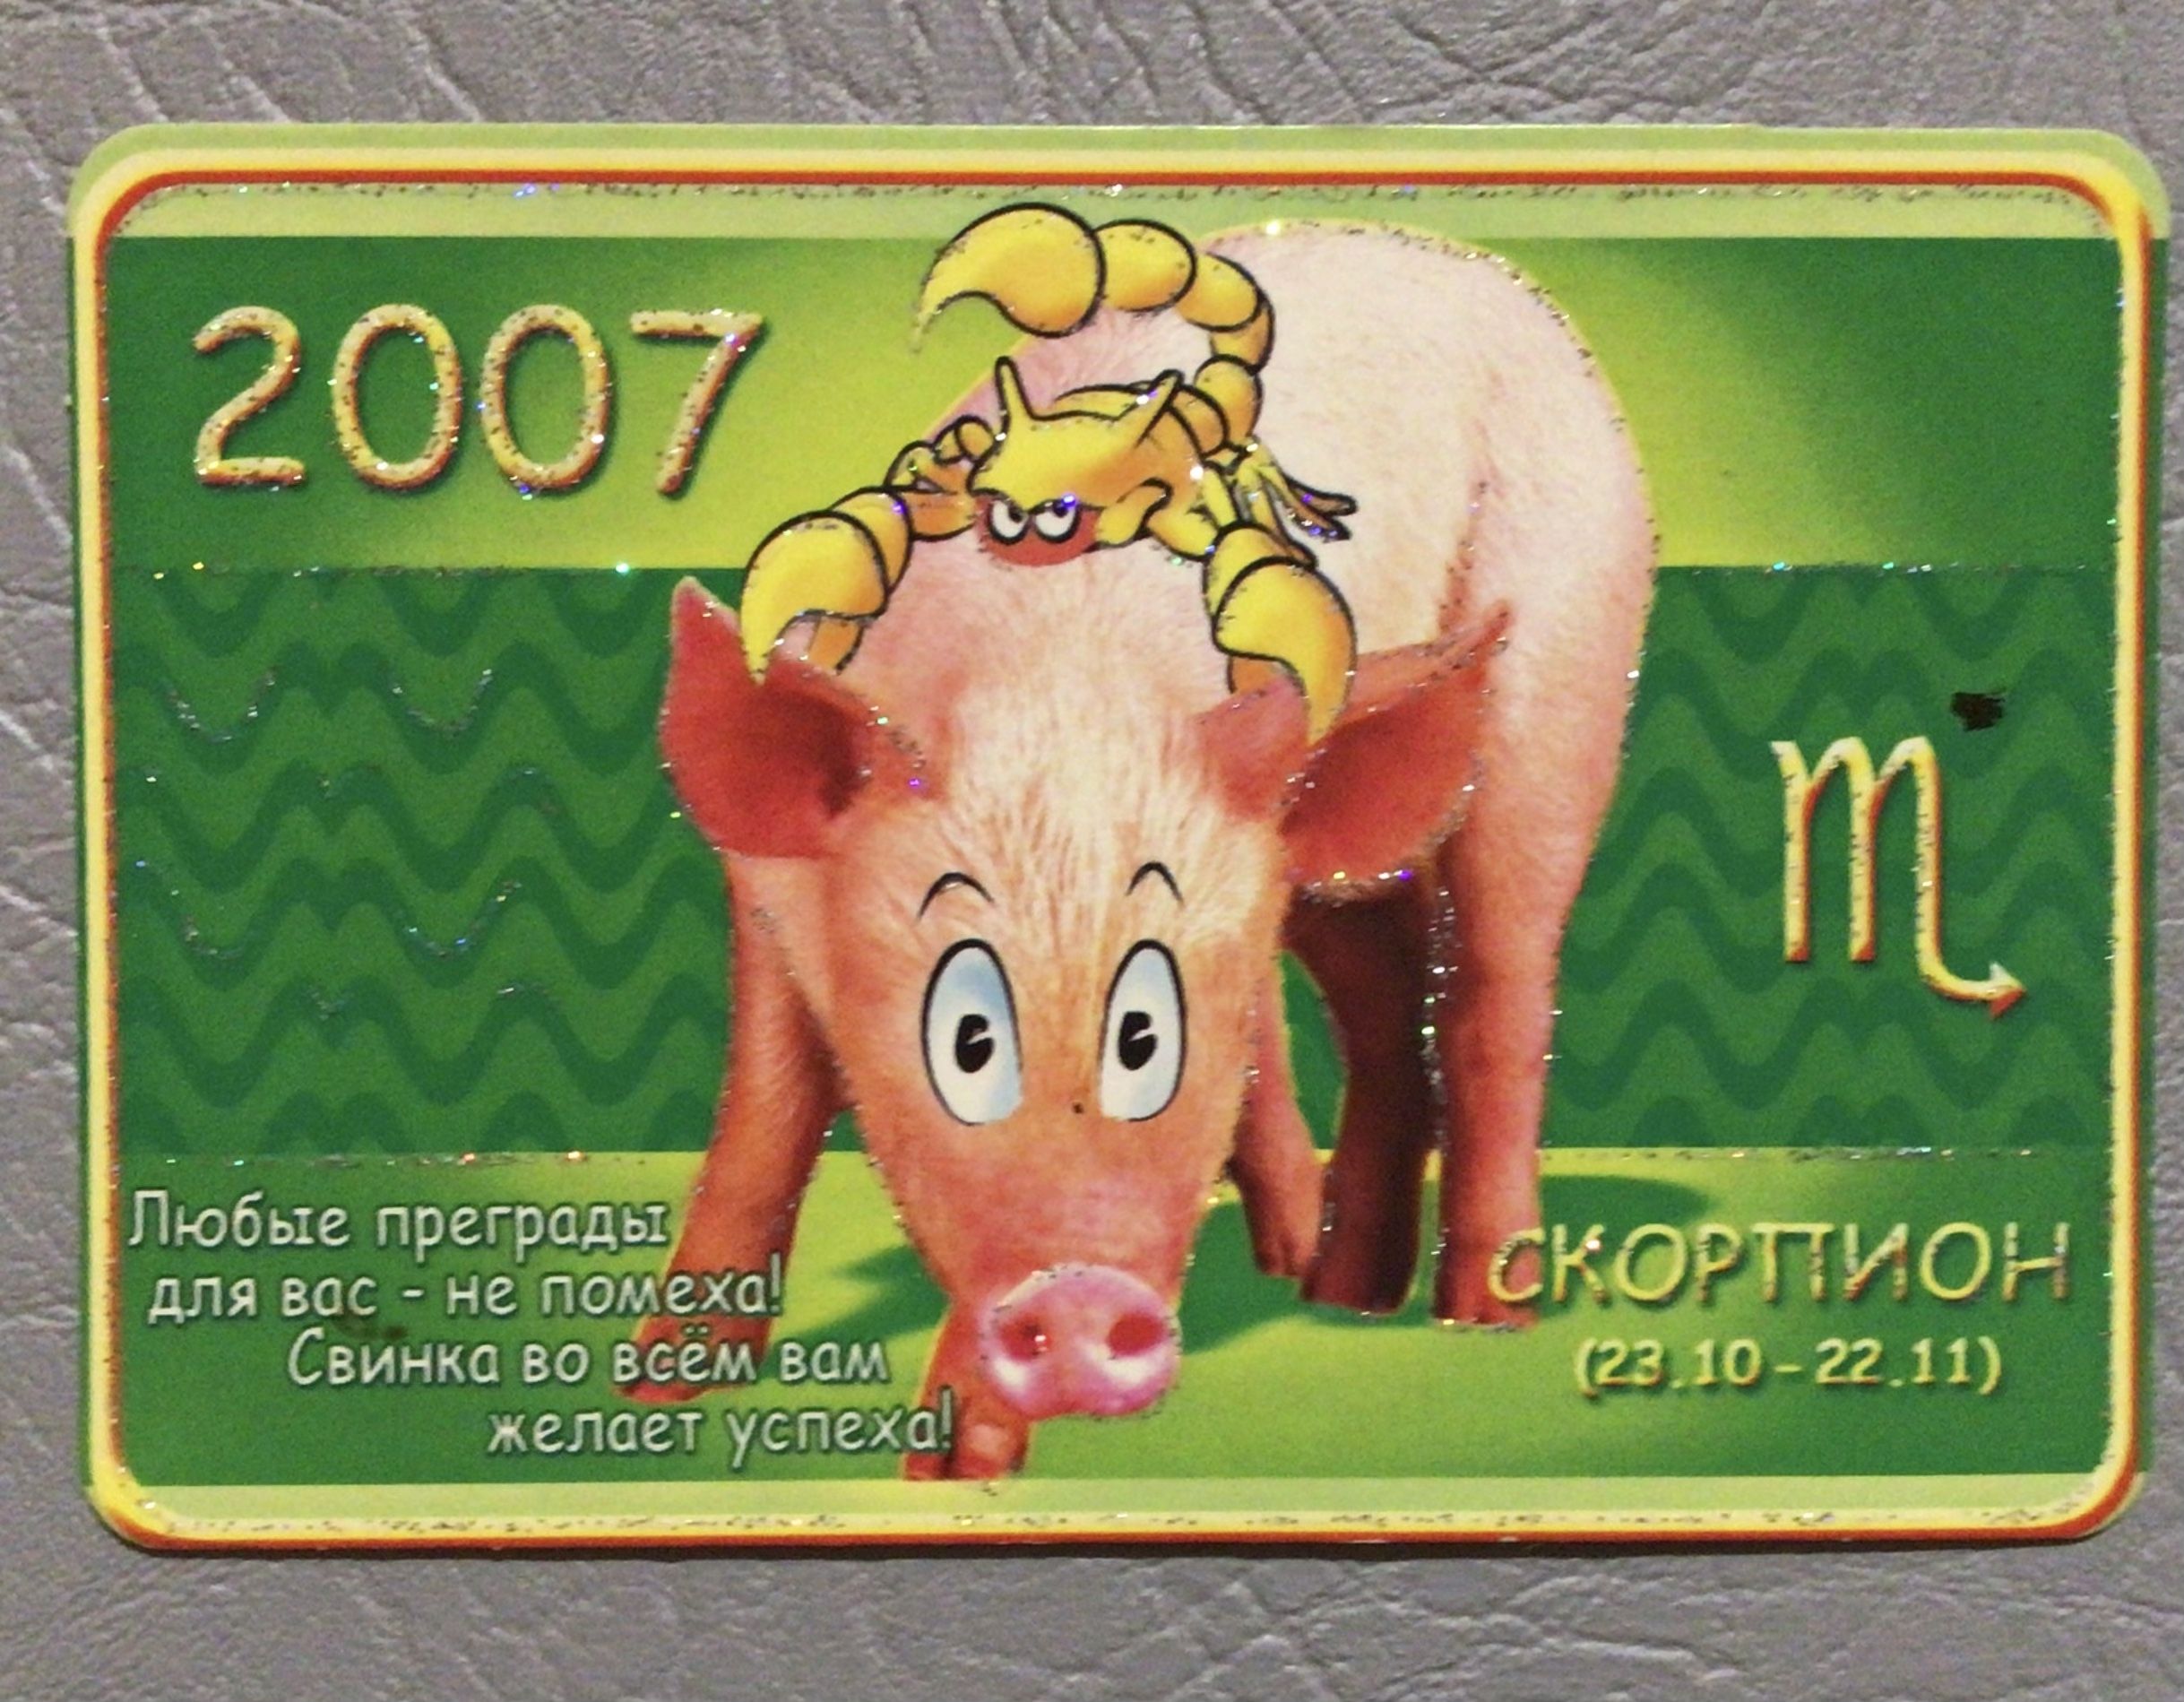 2007
Любые преграды
для вас - не помеха!
Свинка во всём вам
желает успеха!
СКОРПИОН
(23.10-22.11)